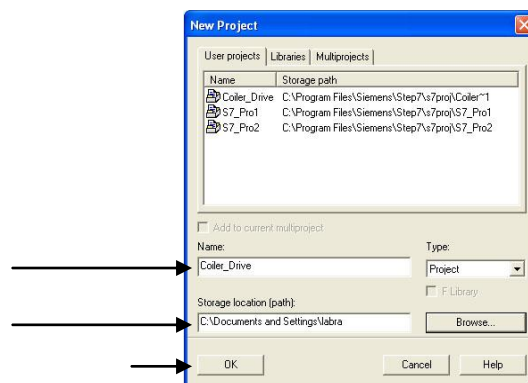 New Project
User projects Libraries Multiprojects
Name Storage path
Coiler_Drive C:\Program Files\Siemens\Step7\s7proj\Coiler~1
S7_Pro1 C:\Program Files\Siemens\Step7\s7proj\S7_Pro1
S7_Pro2 C:\Program Files\Siemens\Step7\s7proj\S7_Pro2
Add to current multiproject
Name: Type:
Coiler_Drive Project
F Library
Storage location (path):
C:\Documents and Settings\labra Browse...
OK Cancel Help